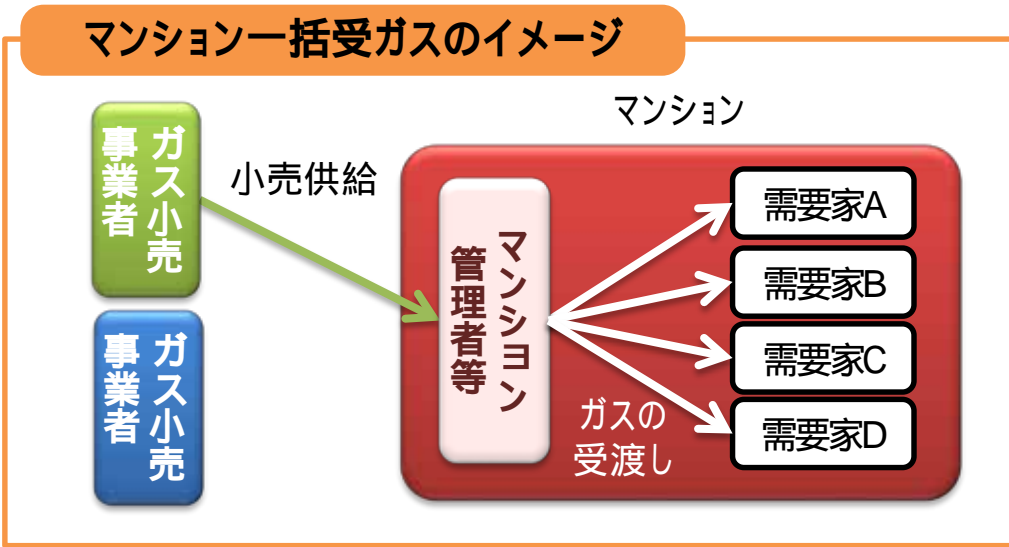 マンション一括受ガスのイメージ
マンション
ガス小売
事業者
小売供給
マンション
管理者等
需要家A
需要家B
需要家C
需要家D
ガスの
受渡し
ガス小売
事業者